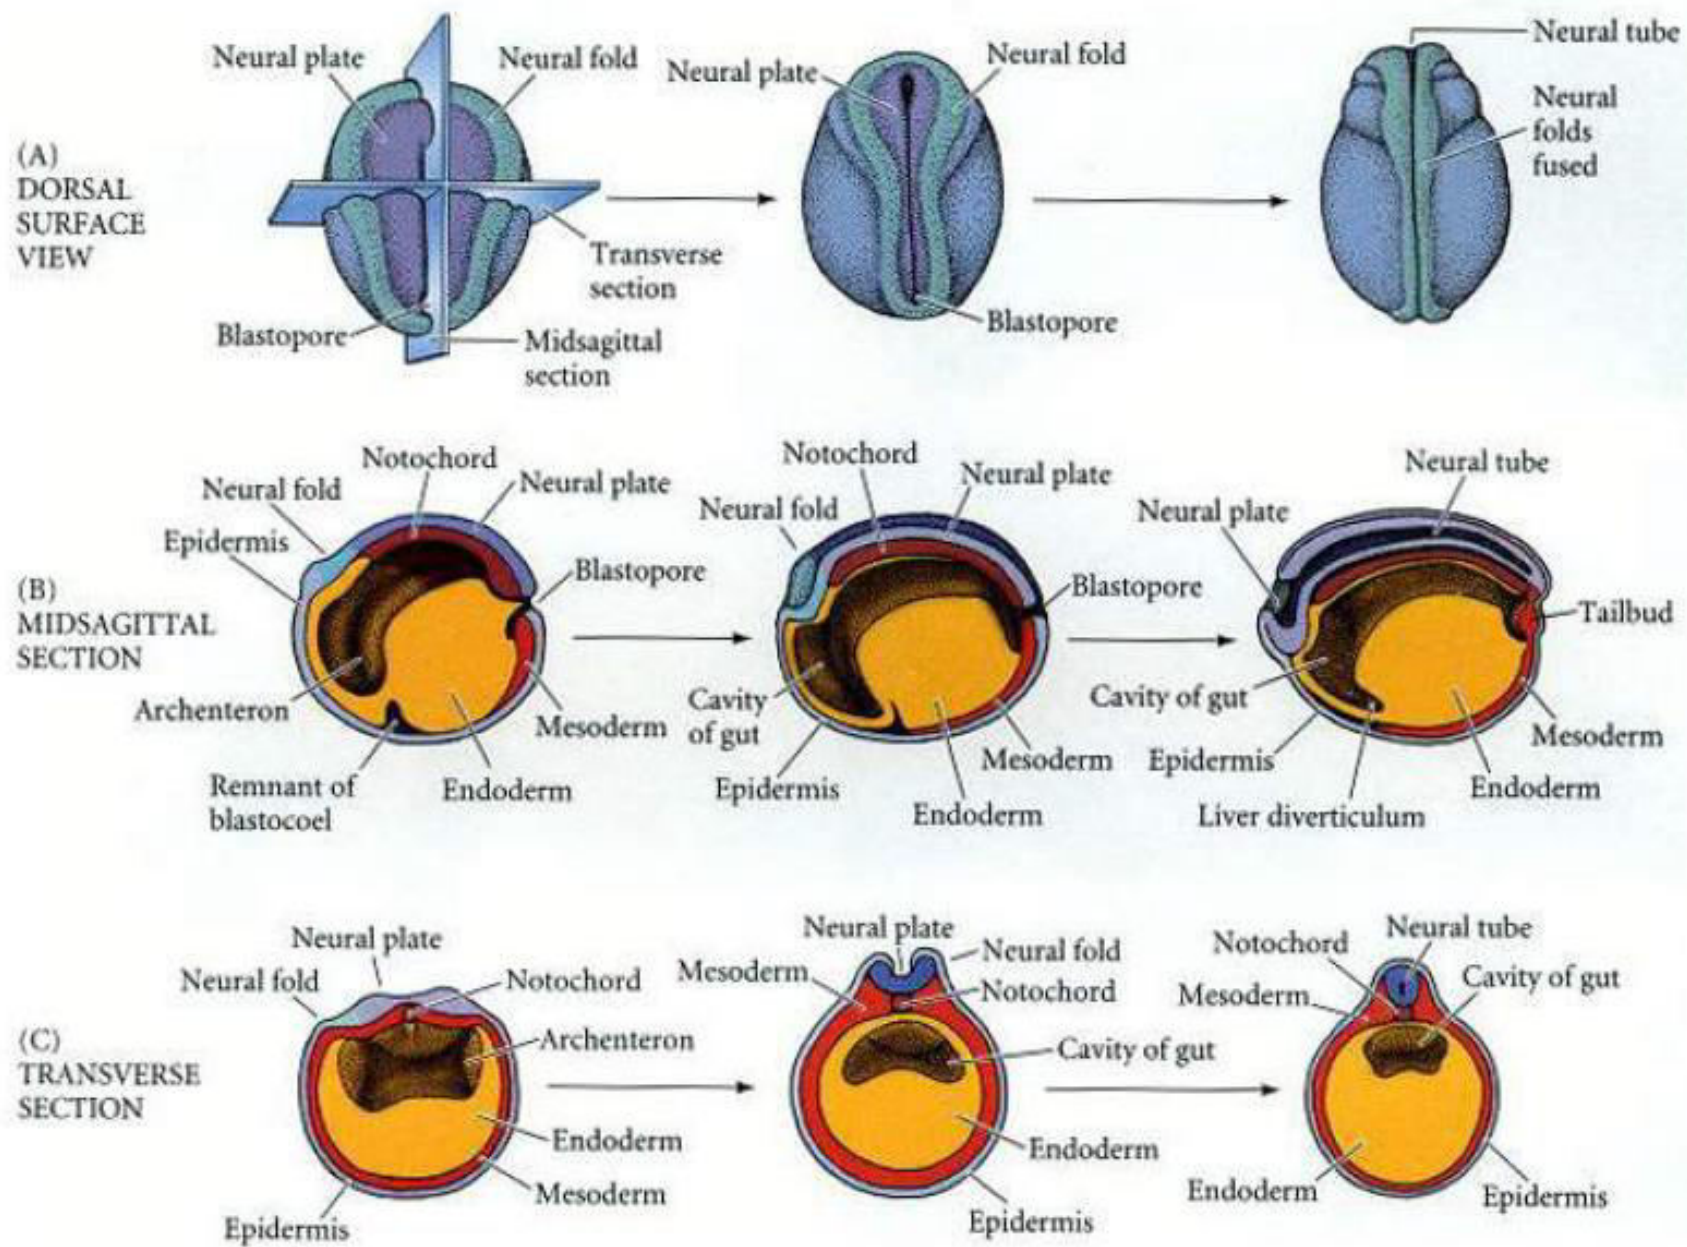 Neural plate
Neural fold
Neural plate
Neural fold
Neural tube
Neural
folds
fused
(A)
DORSAL
SURFACE
VIEW
Transverse
section
Blastopore
Midsagittal
section
Blastopore
Notochord
Neural fold
Neural plate
Epidermis
Blastopore
(B)
MIDSAGITTAL
SECTION
Archenteron
Mesoderm
Remnant of
blastocoel
Endoderm
Notochord
Neural plate
Neural fold
Blastopore
Cavity
of gut
Mesoderm
Epidermis
Endoderm
Neural tube
Neural plate
Tailbud
Cavity of gut
Mesoderm
Epidermis
Endoderm
Liver diverticulum
Neural plate
Neural fold
Notochord
Archenteron
(C)
TRANSVERSE
SECTION
Endoderm
Mesoderm
Epidermis
Neural plate
Neural fold
Mesoderm
Notochord
Cavity of gut
Endoderm
Epidermis
Neural tube
Notochord
Cavity of gut
Mesoderm
Endoderm
Epidermis